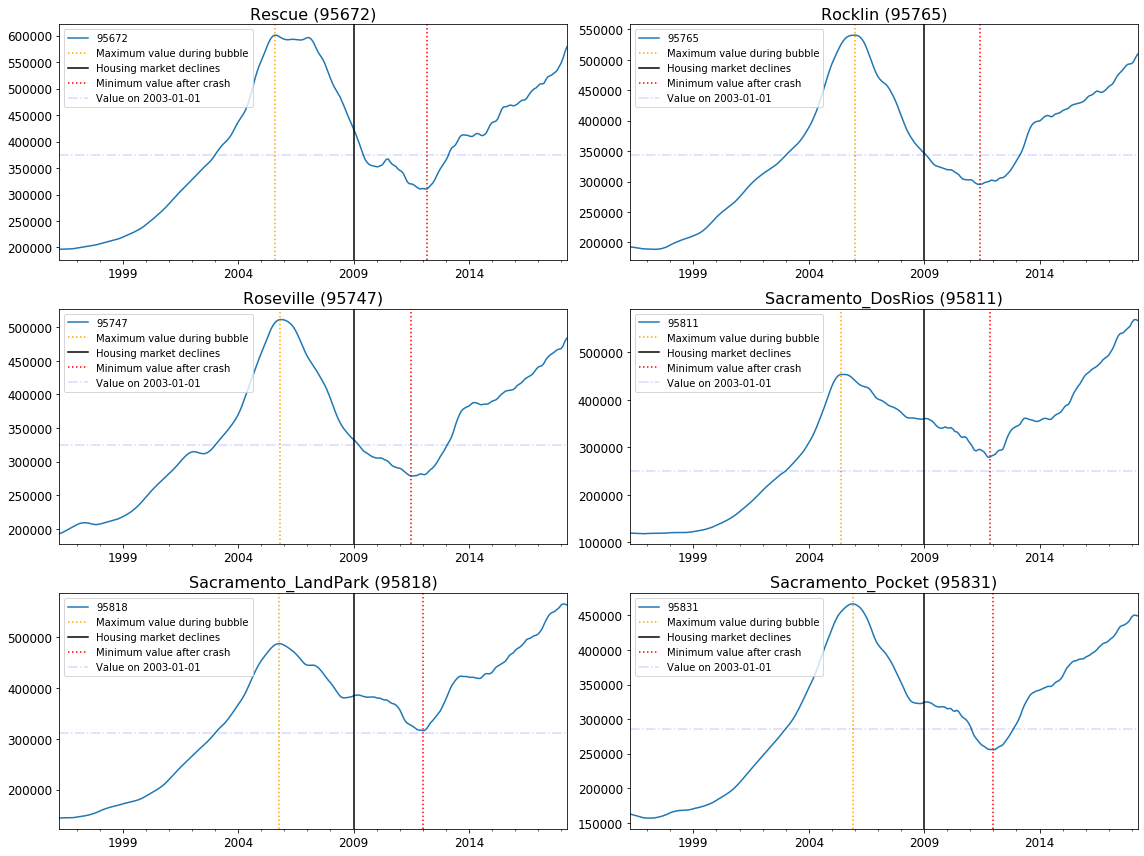 Rescue (95672)
95672
Maximum value during bubble
Housing market declines
Minimum value after crash
Value on 2003-01-01
600000
550000
500000
450000
400000
350000
300000
250000
200000
1999
2004
2009
2014
Rocklin (95765)
95765
Maximum value during bubble
Housing market declines
Minimum value after crash
Value on 2003-01-01
550000
500000
450000
400000
350000
300000
250000
200000
1999
2004
2009
2014
Roseville (95747)
95747
Maximum value during bubble
Housing market declines
Minimum value after crash
Value on 2003-01-01
500000
450000
400000
350000
300000
250000
200000
1999
2004
2009
2014
Sacramento_DosRios (95811)
95811
Maximum value during bubble
Housing market declines
Minimum value after crash
Value on 2003-01-01
500000
400000
300000
200000
100000
1999
2004
2009
2014
Sacramento_LandPark (95818)
95818
Maximum value during bubble
Housing market declines
Minimum value after crash
Value on 2003-01-01
500000
400000
300000
200000
1999
2004
2009
2014
Sacramento_Pocket (95831)
95831
Maximum value during bubble
Housing market declines
Minimum value after crash
Value on 2003-01-01
450000
400000
350000
300000
250000
200000
150000
1999
2004
2009
2014